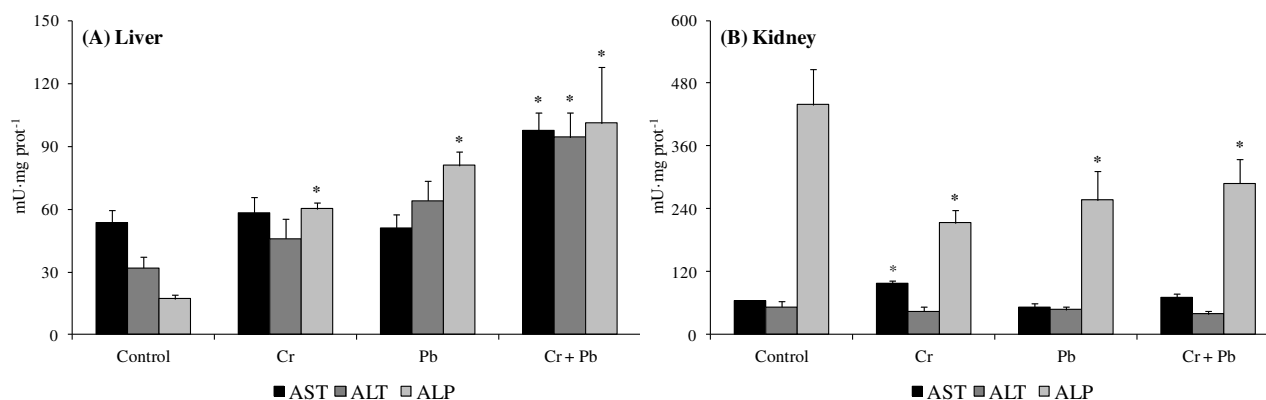 (A) Liver
mU·mg prot⁻¹
150
120
90
60
30
0
*
*
*
*
*
Control Cr Pb Cr + Pb
AST ALT ALP
(B) Kidney
mU·mg prot⁻¹
600
480
360
240
120
0
*
*
*
*
Control Cr Pb Cr + Pb
AST ALT ALP